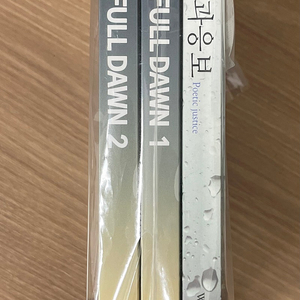 FULL DAWN 2
FULL DAWN 1
과응보
Poetic justice